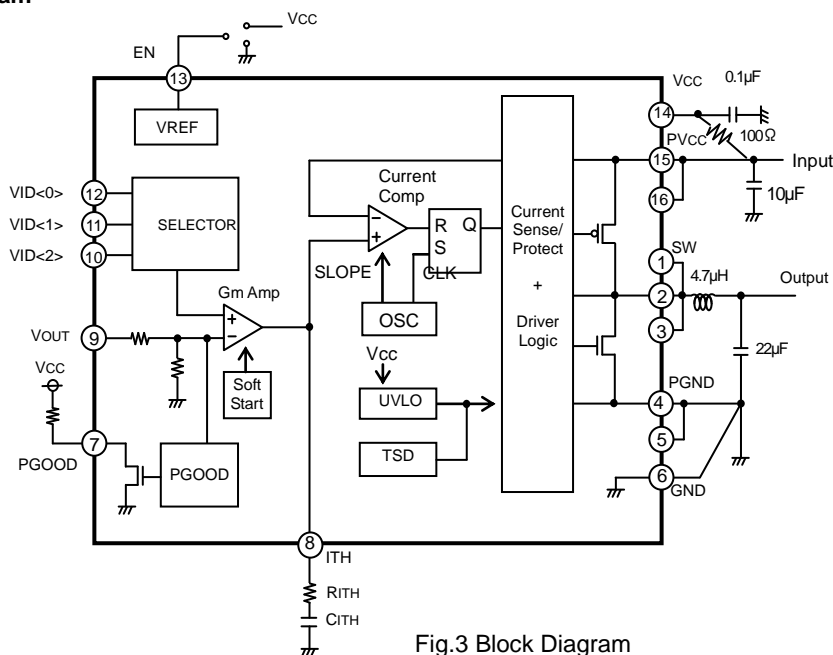 am
VCC
EN
13
VREF
VCC
0.1µF
14
100Ω
PVCC
15
Input
16
10µF
VID<0>
12
VID<1>
11
VID<2>
10
SELECTOR
Current
Comp
−
+
R
Q
S
CLK
SLOPE
OSC
Current
Sense/
Protect
+
Driver
Logic
SW
1
2
3
4.7µH
Output
22µF
Gm Amp
+
−
Soft
Start
VOUT
9
VCC
7
PGOOD
PGOOD
Vcc
UVLO
TSD
PGND
4
5
6
GND
8
ITH
RITH
CITH
Fig.3 Block Diagram